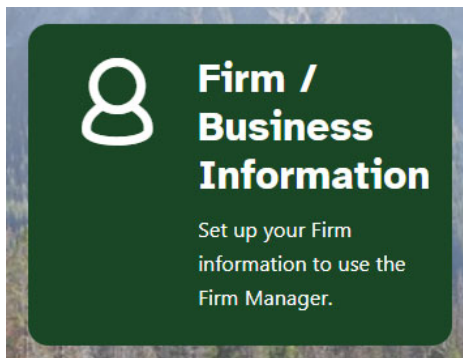 Firm /
Business
Information
Set up your Firm
information to use the
Firm Manager.